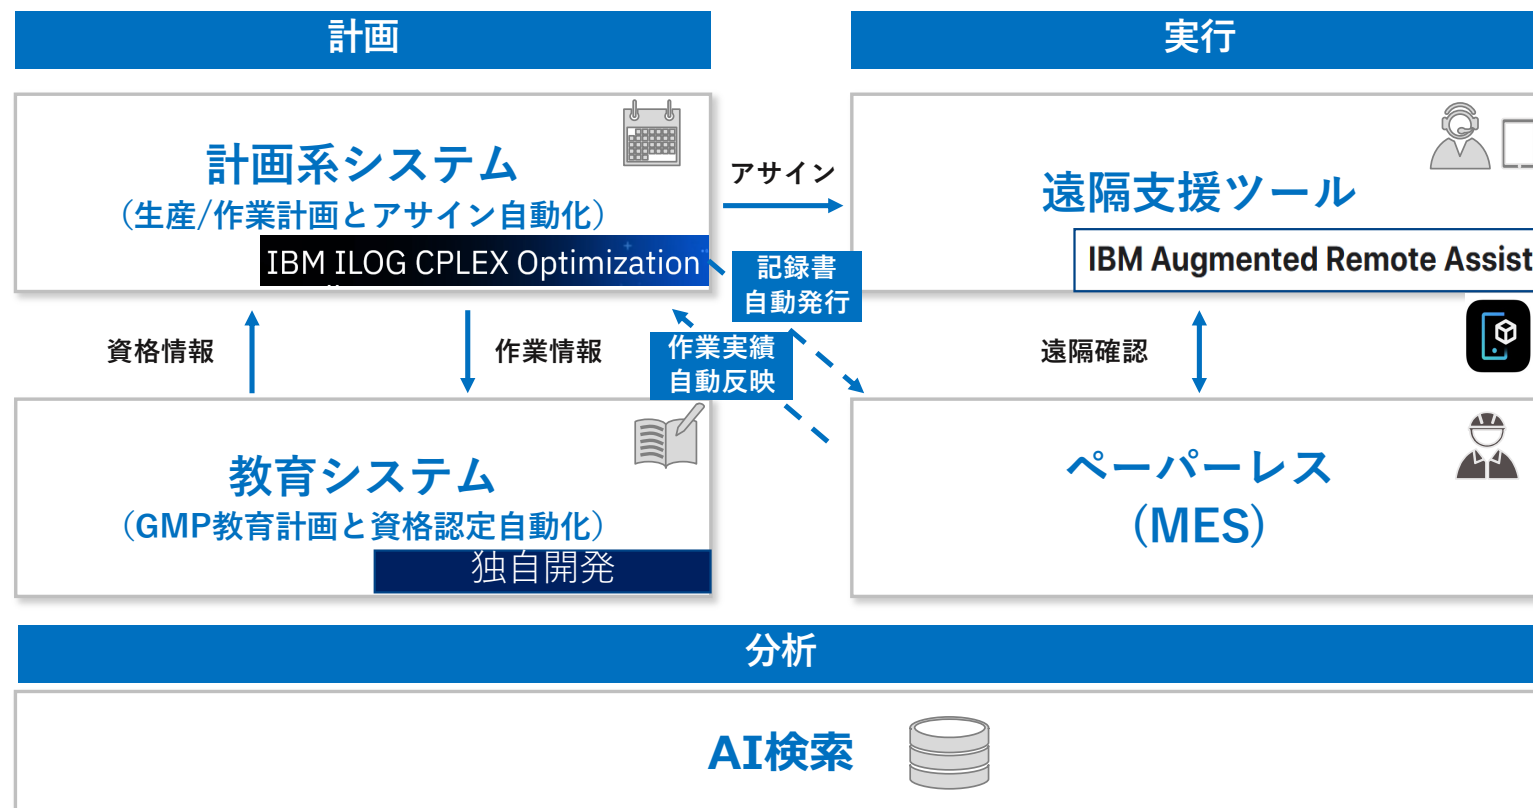 計画
実行
計画系システム
（生産/作業計画とアサイン自動化）
IBM ILOG CPLEX Optimization
アサイン
遠隔支援ツール
IBM Augmented Remote Assist
記録書
自動発行
資格情報
作業情報
作業実績
自動反映
遠隔確認
教育システム
（GMP教育計画と資格認定自動化）
独自開発
ペーパーレス
（MES）
分析
AI検索